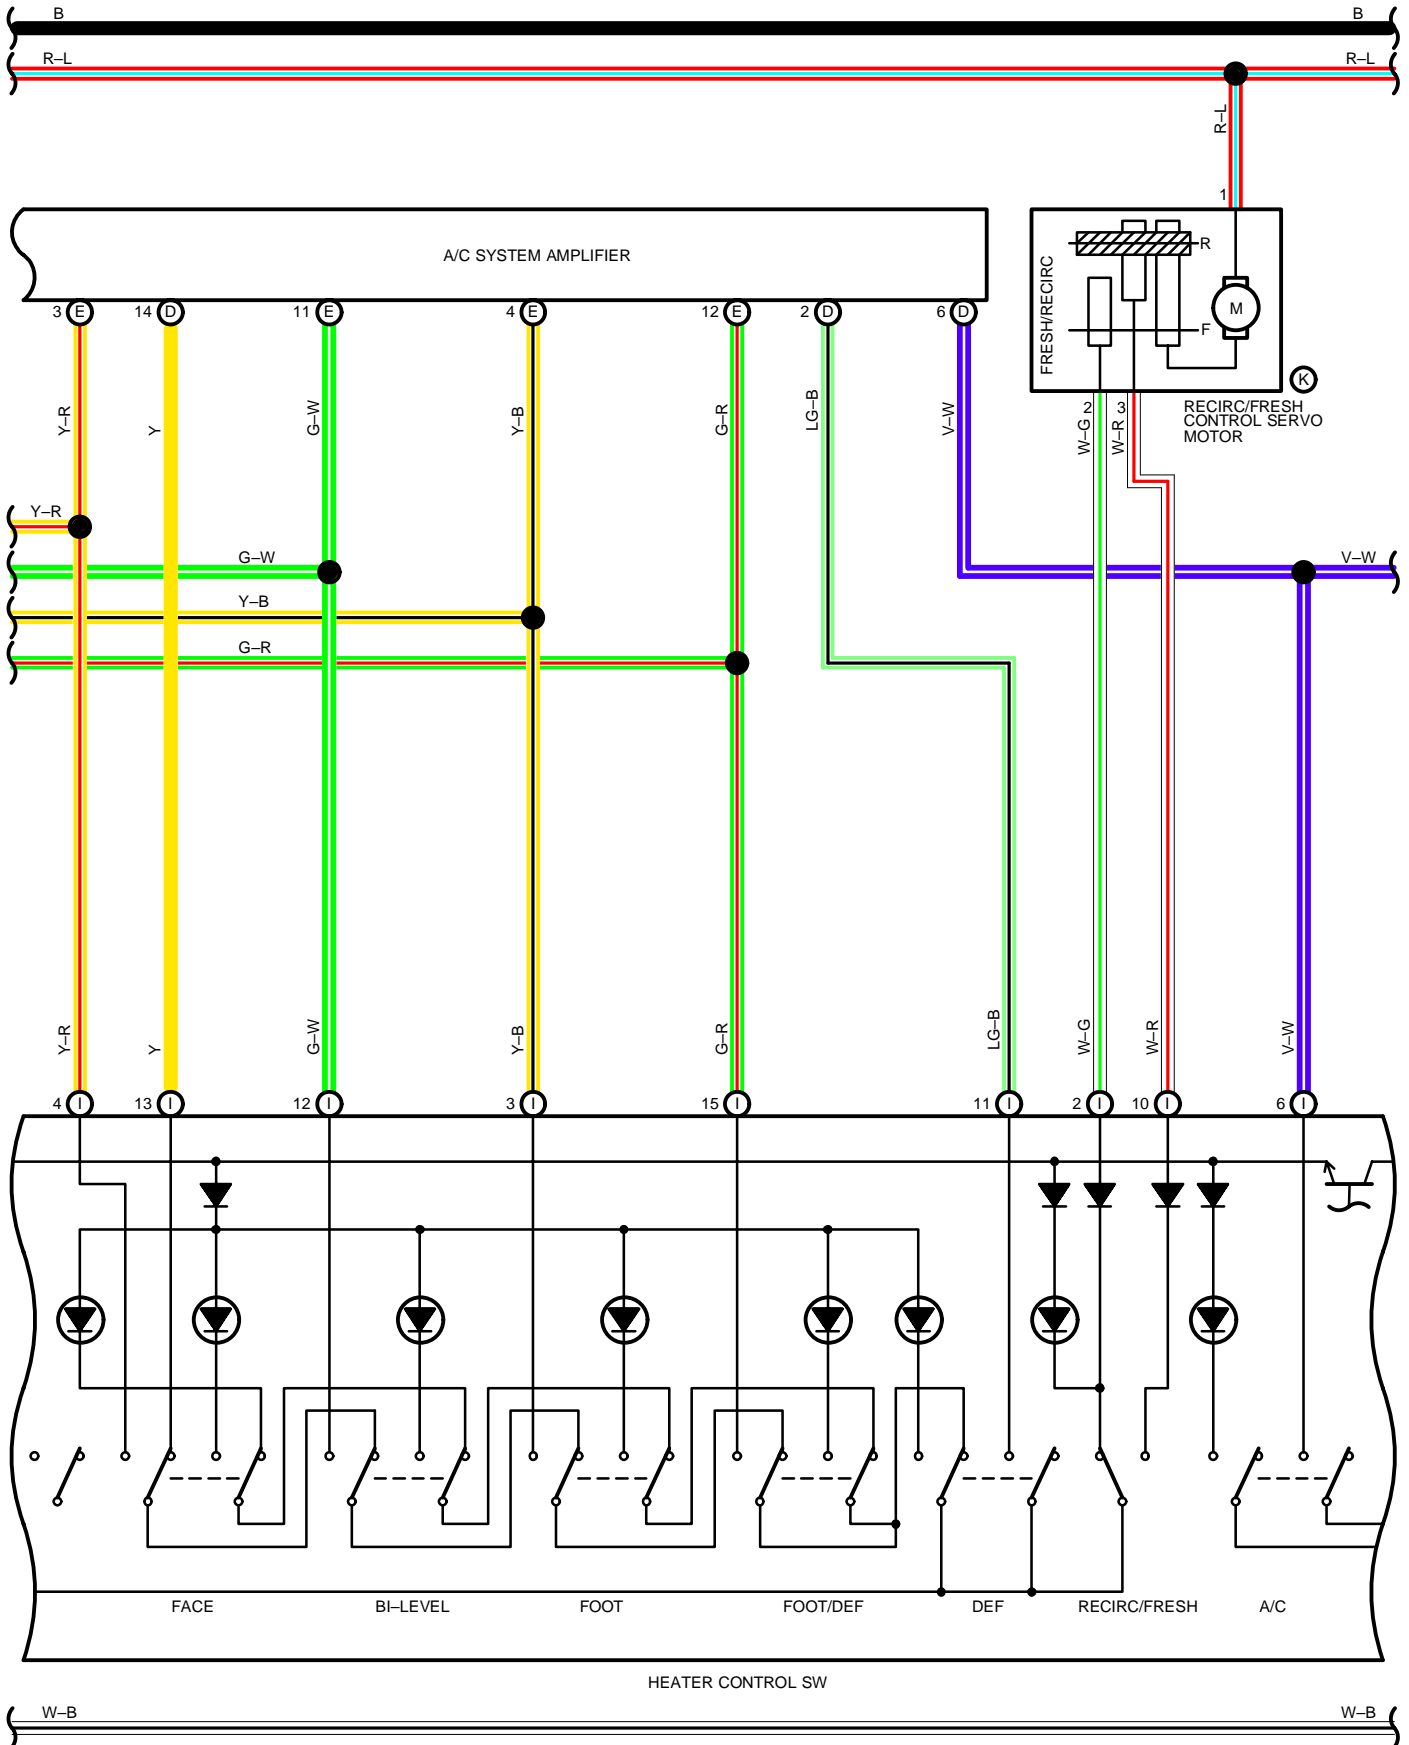 B B
R–L R–L
R–L
1
A/C SYSTEM AMPLIFIER
FRESH/RECIRC
R
M
F
K
3 E 14 D 11 E 4 E 12 E 2 D 6 D
2 3
RECIRC/FRESH
CONTROL SERVO
MOTOR
Y–R Y G–W Y–B G–R LG–B V–W W–G W–R
Y–R
G–W V–W
Y–B
G–R
Y–R Y G–W Y–B G–R LG–B W–G W–R V–W
4 I 13 I 12 I 3 I 15 I 11 I 2 I 10 I 6 I
FACE BI–LEVEL FOOT FOOT/DEF DEF RECIRC/FRESH A/C
HEATER CONTROL SW
W–B W–B